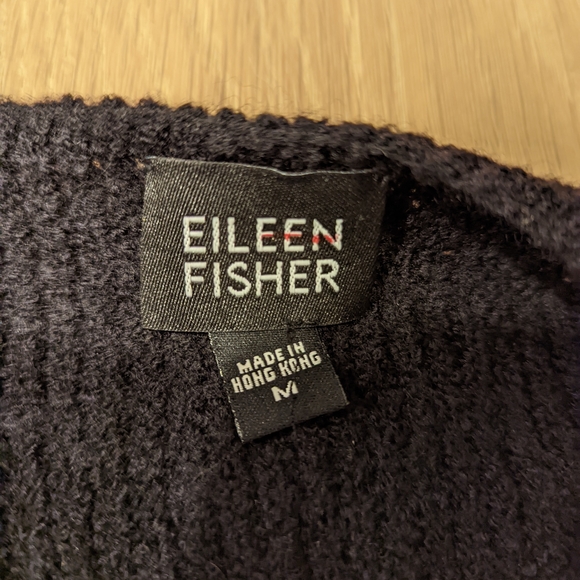 EILEEN
FISHER
MADE IN
HONG KONG
M